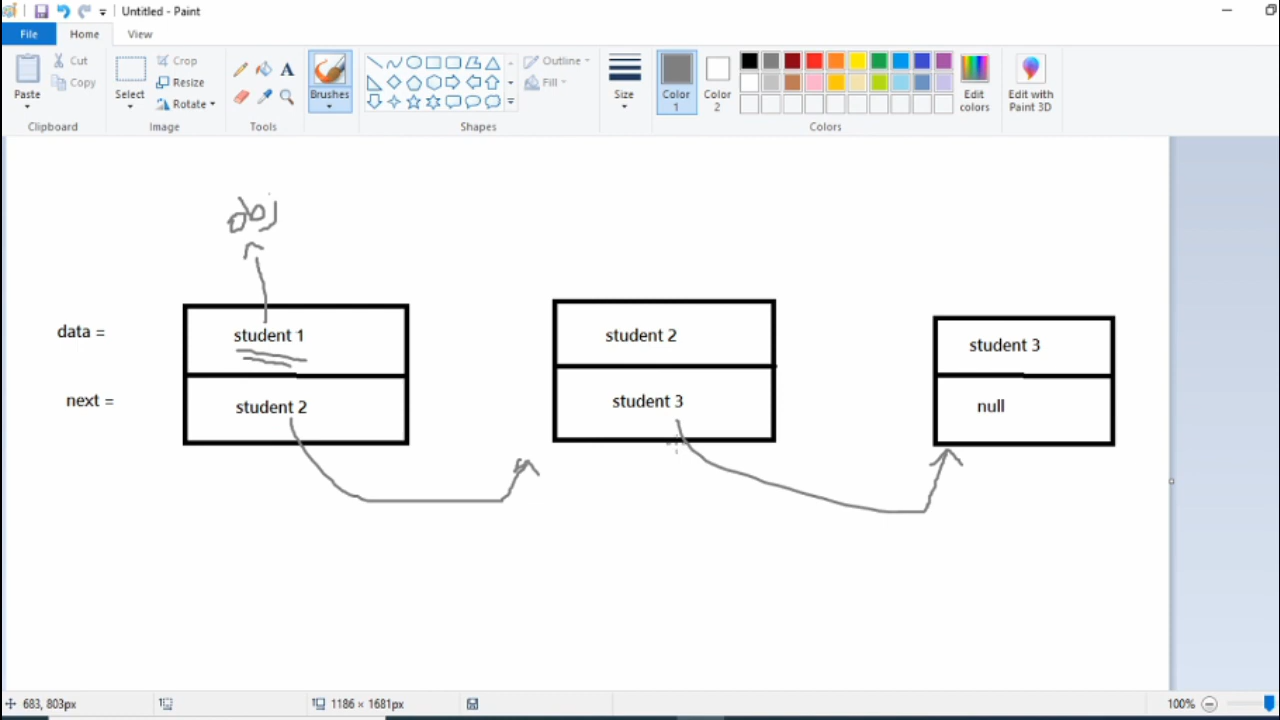 Untitled - Paint
File Home View
Paste
Cut
Copy
Clipboard
Select
Crop
Resize
Rotate
Image
A
Tools
Brushes
Shapes
Outline
Fill
Size
Color 1
Color 2
Edit colors
Edit with Paint 3D
Colors
obj
data = student 1 student 2 student 3
next = student 2 student 3 null
683, 803px
1186 × 1681px
100%